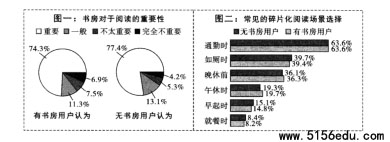 图一：书房对于阅读的重要性
□重要 ■一般 ■不太重要 ■完全不重要
74.3%
6.9%
7.5%
11.3%
有书房用户认为
77.4%
4.2%
5.3%
13.1%
无书房用户认为
图二：常见的碎片化阅读场景选择
■无书房用户 ■有书房用户
通勤时 63.6% 63.6%
如厕时 39.7% 39.4%
晚休前 36.1% 36.3%
午休时 19.3% 19.7%
早起时 15.1% 14.8%
就餐时 8.4% 8.2%
www.5156edu.com